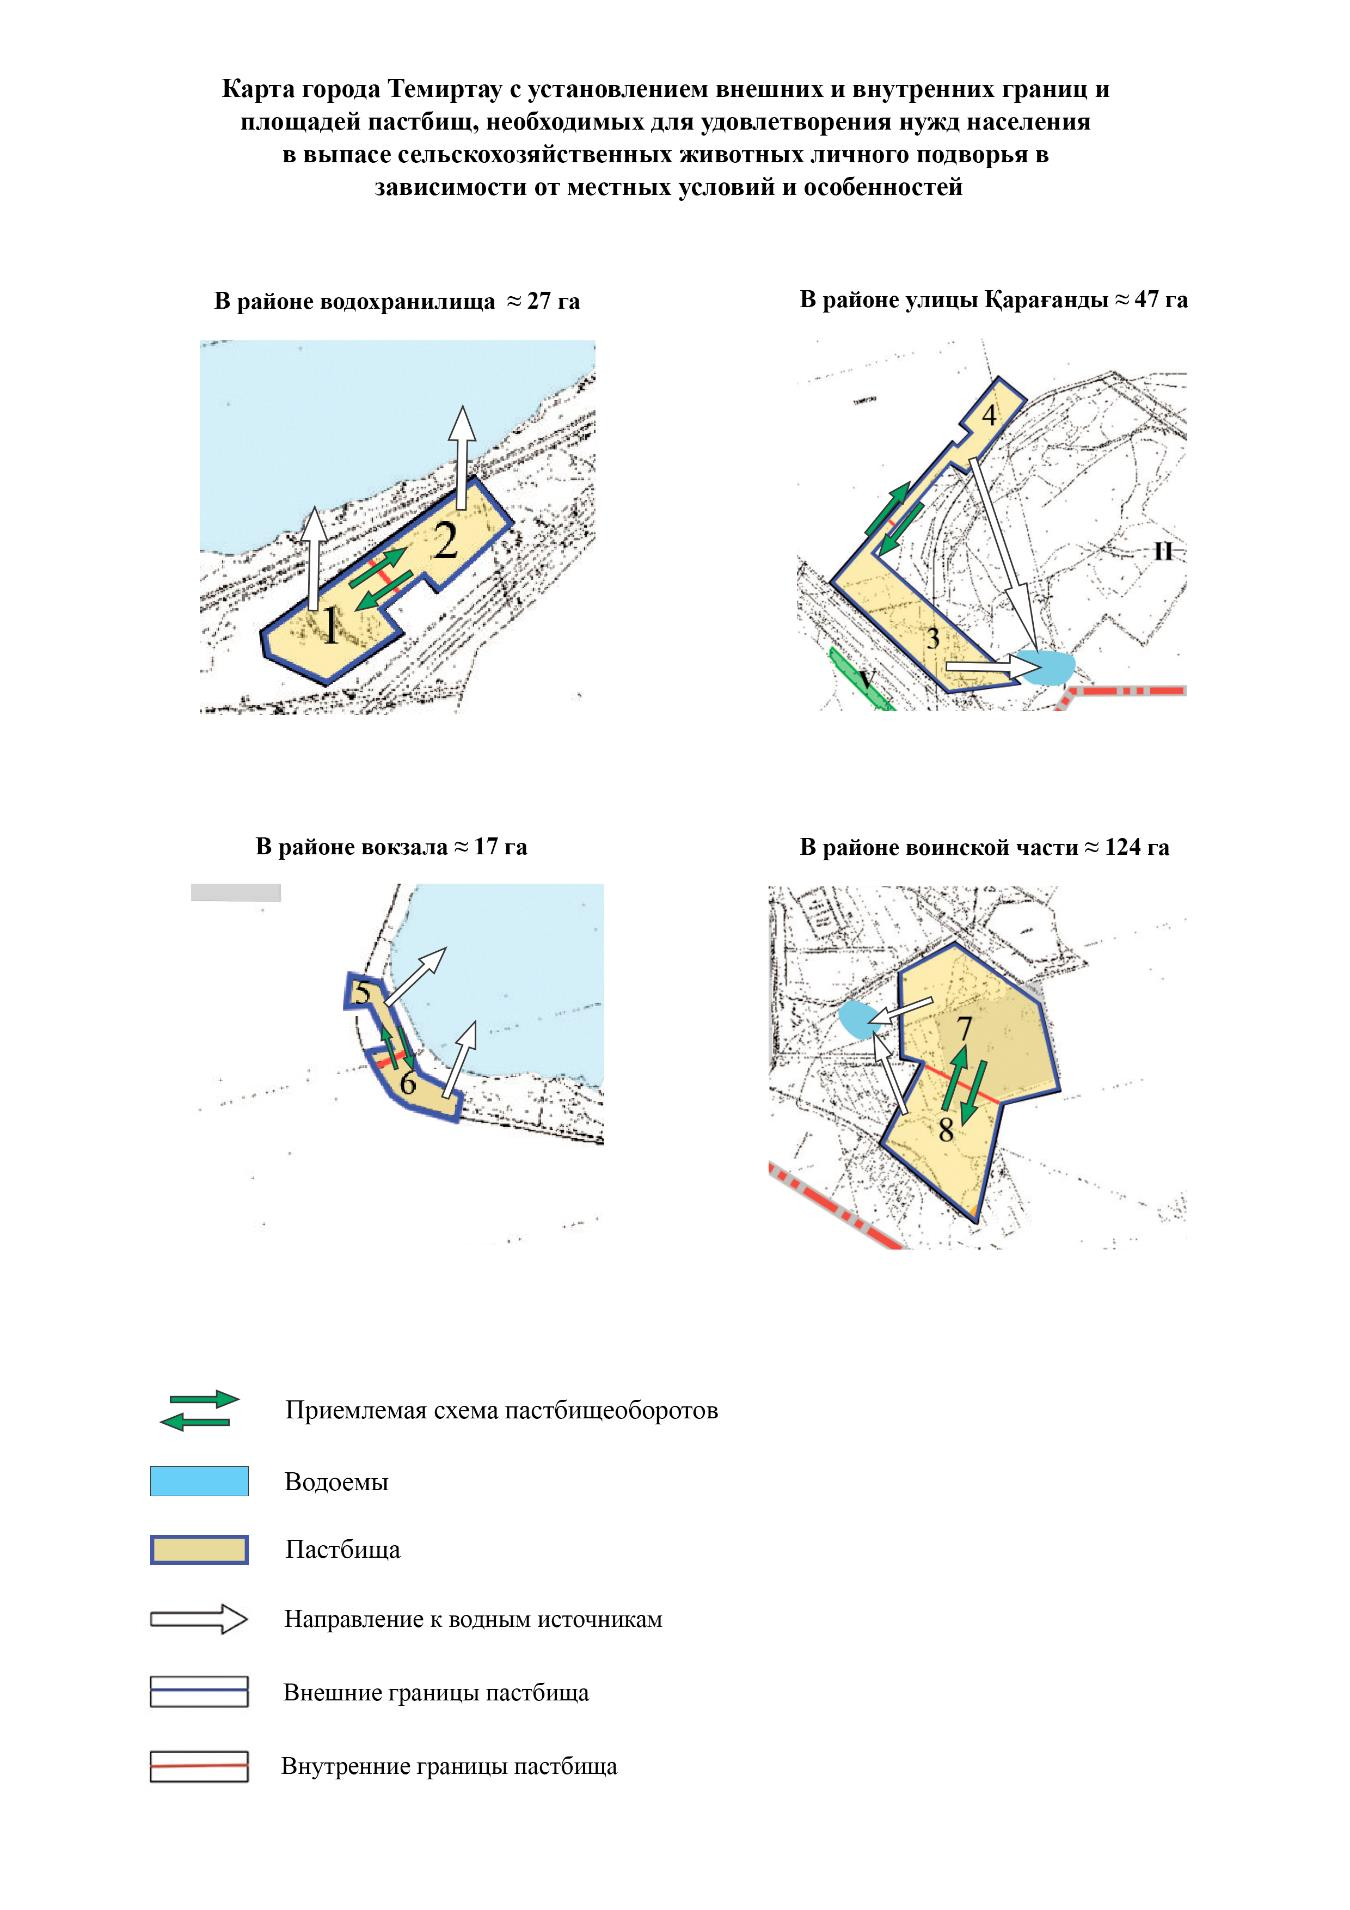 Карта города Темиртау с установлением внешних и внутренних границ и
площадей пастбищ, необходимых для удовлетворения нужд населения
в выпасе сельскохозяйственных животных личного подворья в
зависимости от местных условий и особенностей
В районе водохранилища ≈ 27 га
1
2
В районе улицы Қарағанды ≈ 47 га
4
3
II
V
В районе вокзала ≈ 17 га
5
6
В районе воинской части ≈ 124 га
7
8
Приемлемая схема пастбищеоборотов
Водоемы
Пастбища
Направление к водным источникам
Внешние границы пастбища
Внутренние границы пастбища